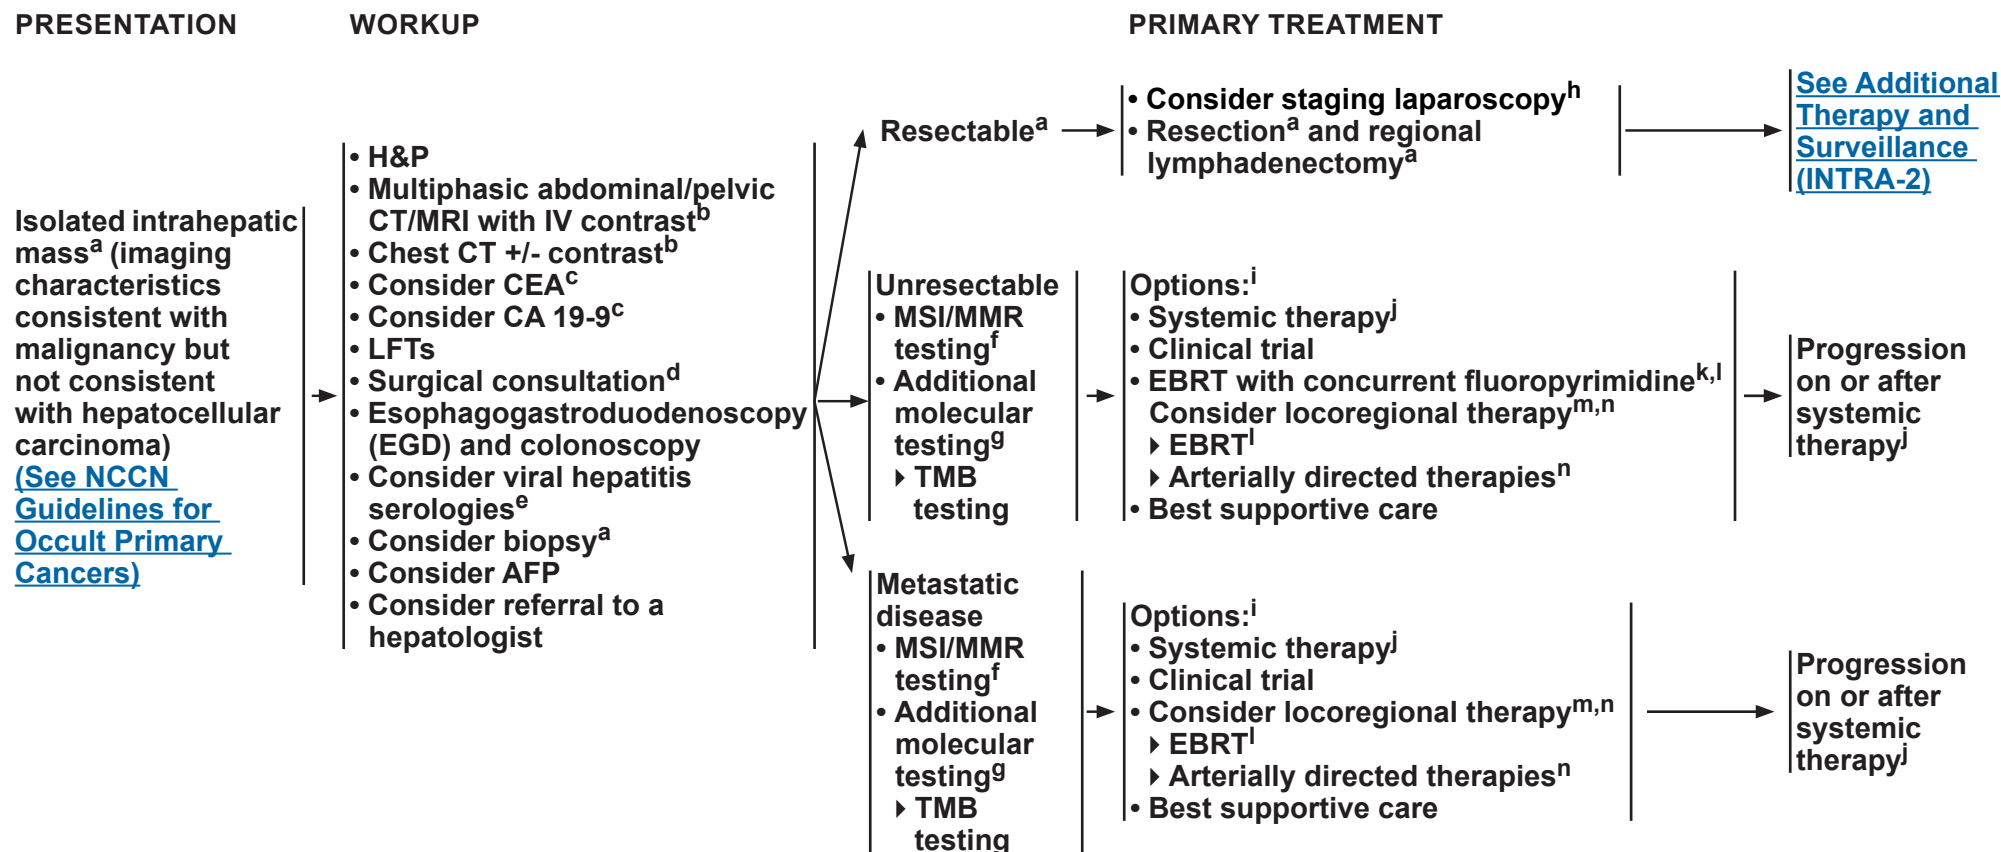 PRESENTATION
WORKUP
PRIMARY TREATMENT
Isolated intrahepatic
massᵃ (imaging
characteristics
consistent with
malignancy but
not consistent
with hepatocellular
carcinoma)
(See NCCN
Guidelines for
Occult Primary
Cancers)
• H&P
• Multiphasic abdominal/pelvic
CT/MRI with IV contrastᵇ
• Chest CT +/- contrastᵇ
• Consider CEAᶜ
• Consider CA 19-9ᶜ
• LFTs
• Surgical consultationᵈ
• Esophagogastroduodenoscopy
(EGD) and colonoscopy
• Consider viral hepatitis
serologiesᵉ
• Consider biopsyᵃ
• Consider AFP
• Consider referral to a
hepatologist
Resectableᵃ
• Consider staging laparoscopyʰ
• Resectionᵃ and regional
lymphadenectomyᵃ
See Additional
Therapy and
Surveillance
(INTRA-2)
Unresectable
• MSI/MMR
testingᶠ
• Additional
molecular
testingᵍ
▸ TMB
testing
Options:ⁱ
• Systemic therapyʲ
• Clinical trial
• EBRT with concurrent fluoropyrimidineᵏ,ˡ
Consider locoregional therapyᵐ,ⁿ
▸ EBRTˡ
▸ Arterially directed therapiesⁿ
• Best supportive care
Progression
on or after
systemic
therapyʲ
Metastatic
disease
• MSI/MMR
testingᶠ
• Additional
molecular
testingᵍ
▸ TMB
testing
Options:ⁱ
• Systemic therapyʲ
• Clinical trial
• Consider locoregional therapyᵐ,ⁿ
▸ EBRTˡ
▸ Arterially directed therapiesⁿ
• Best supportive care
Progression
on or after
systemic
therapyʲ